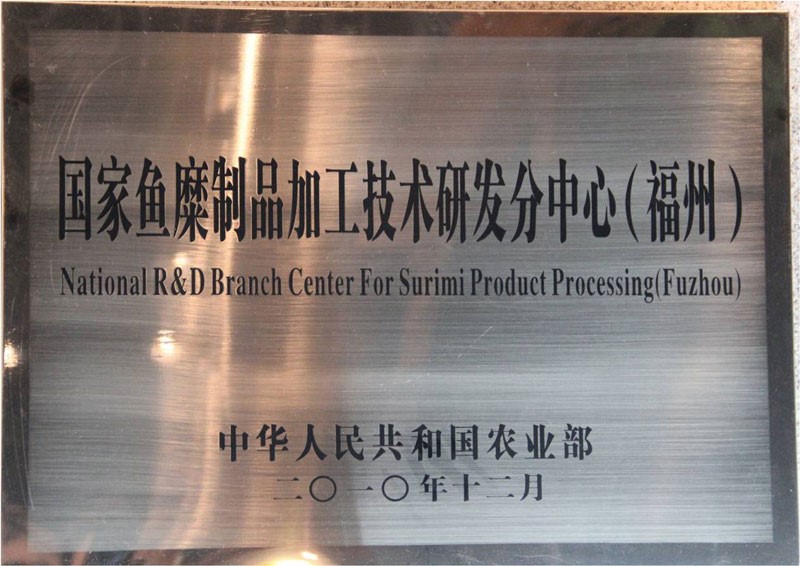 国家鱼糜制品加工技术研发分中心（福州）
National R&D Branch Center For Surimi Product Processing(Fuzhou)
中华人民共和国农业部
二〇一〇年十二月